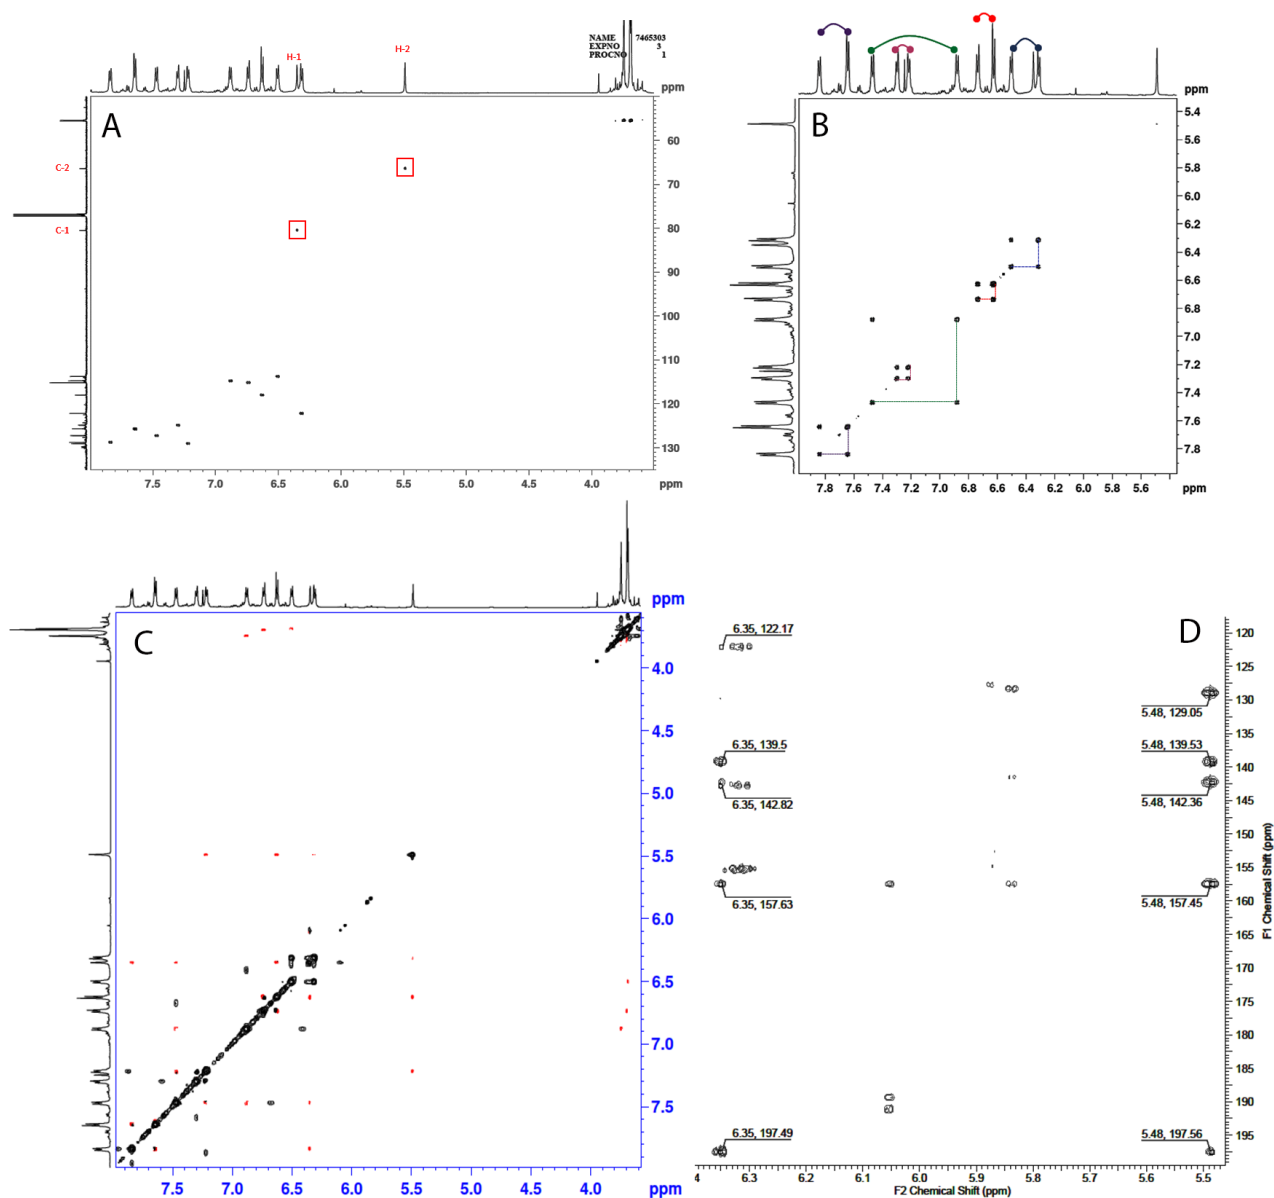 H-1
H-2
NAME 7465303
EXPNO 3
PROCNO 1
ppm
A
C-2
C-1
60
70
80
90
100
110
120
130
ppm
7.5 7.0 6.5 6.0 5.5 5.0 4.5 4.0
ppm
B
5.4
5.6
5.8
6.0
6.2
6.4
6.6
6.8
7.0
7.2
7.4
7.6
7.8
7.8 7.6 7.4 7.2 7.0 6.8 6.6 6.4 6.2 6.0 5.8 5.6 ppm
ppm
C
4.0
4.5
5.0
5.5
6.0
6.5
7.0
7.5
7.5 7.0 6.5 6.0 5.5 5.0 4.5 4.0 ppm
D
6.35, 122.17
5.48, 129.05
6.35, 139.5
5.48, 139.53
6.35, 142.82
5.48, 142.36
6.35, 157.63
5.48, 157.45
6.35, 197.49
5.48, 197.56
120
125
130
135
140
145
150
155
160
165
170
175
180
185
190
195
F1 Chemical Shift (ppm)
4 6.3 6.2 6.1 6.0 5.9 5.8 5.7 5.6 5.5
F2 Chemical Shift (ppm)